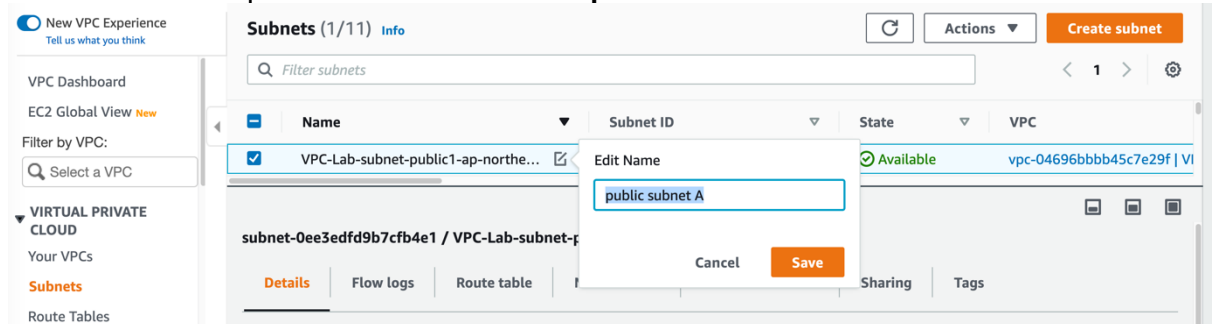 New VPC Experience
Tell us what you think
Subnets (1/11) Info
Actions
Create subnet
Filter subnets
1
VPC Dashboard
EC2 Global View New
Filter by VPC:
Select a VPC
Name
Subnet ID
State
VPC
VPC-Lab-subnet-public1-ap-northe...
Available
vpc-04696bbbb45c7e29f | VI
Edit Name
public subnet A
Cancel
Save
VIRTUAL PRIVATE
CLOUD
Your VPCs
Subnets
Route Tables
subnet-0ee3edfd9b7cfb4e1 / VPC-Lab-subnet-p
Details
Flow logs
Route table
Sharing
Tags